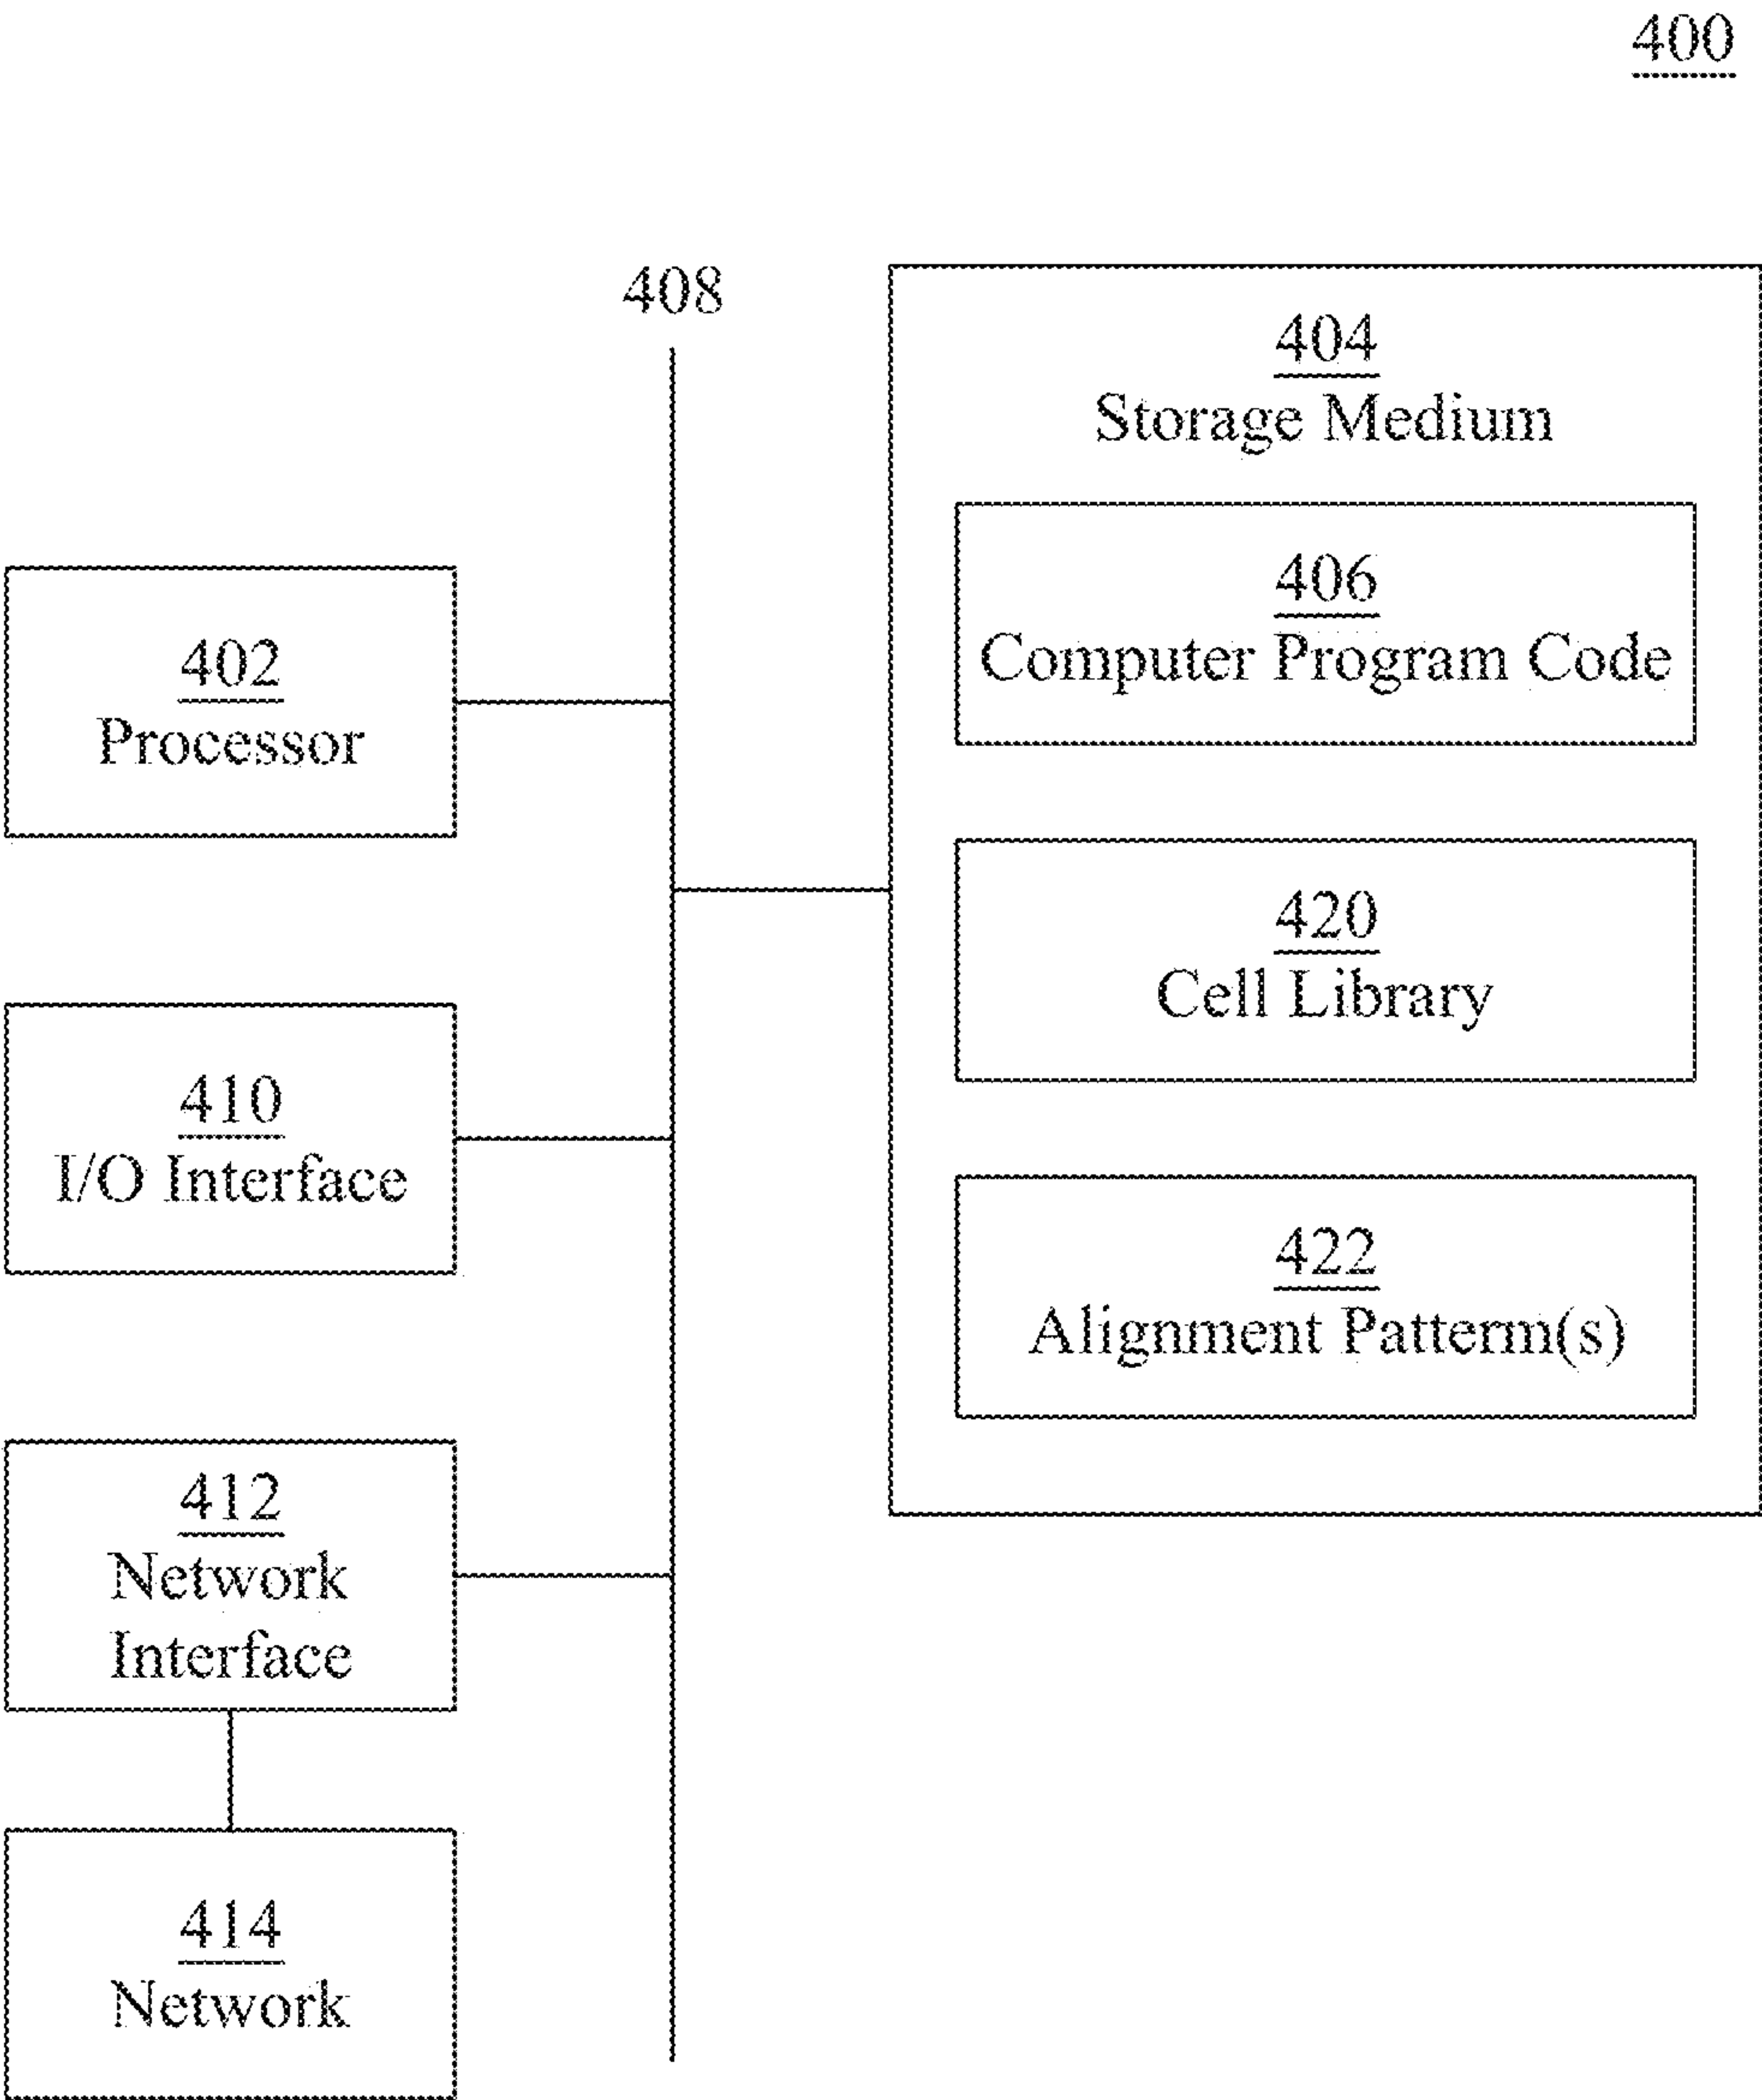 400
408
404
Storage Medium
406
Computer Program Code
402
Processor
420
Cell Library
410
I/O Interface
422
Alignment Patterm(s)
412
Network
Interface
414
Network